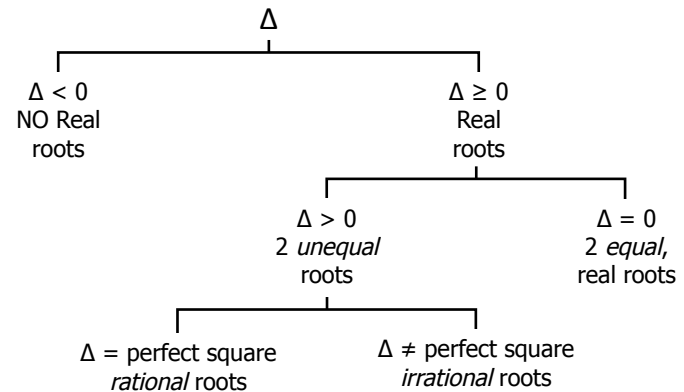 Δ
Δ < 0
NO Real
roots
Δ ≥ 0
Real
roots
Δ > 0
2 unequal
roots
Δ = 0
2 equal,
real roots
Δ = perfect square
rational roots
Δ ≠ perfect square
irrational roots